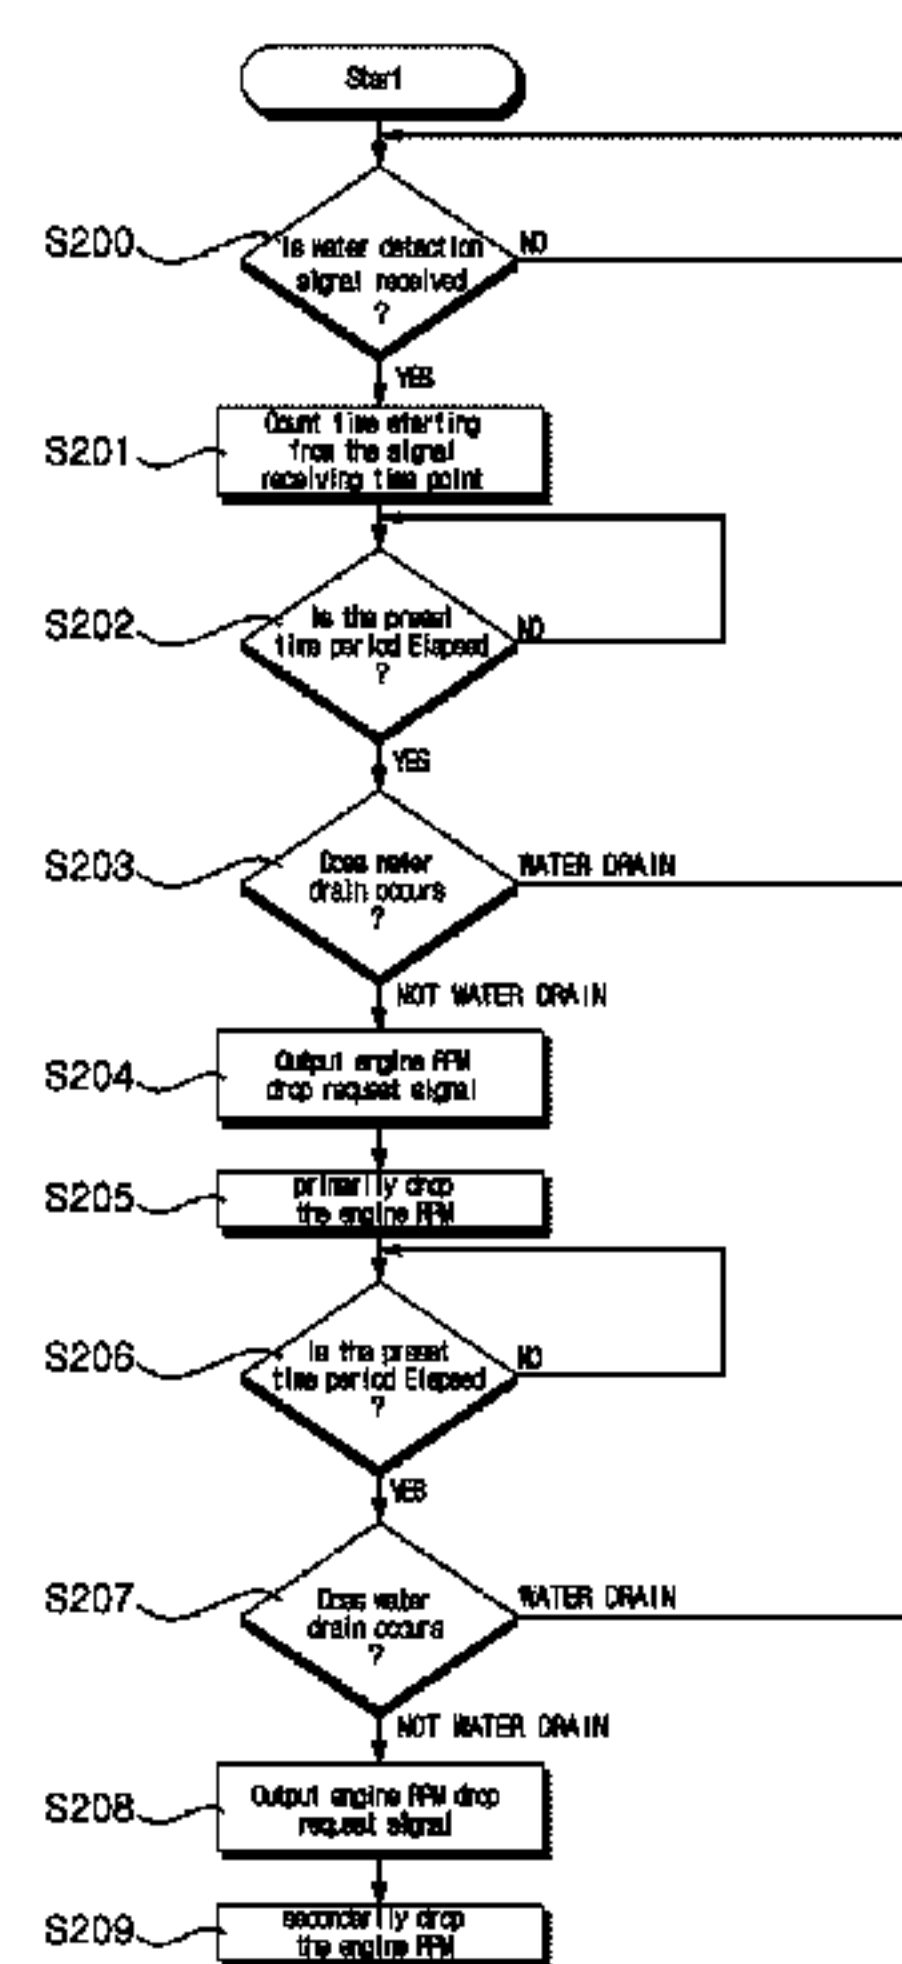 Start
S200
Is water detection
signal received
?
NO
YES
S201
Count time starting
from the signal
receiving time point
S202
Is the preset
time period Elapsed
?
NO
YES
S203
Does water
drain occurs
?
WATER DRAIN
NOT WATER DRAIN
S204
Output engine RPM
drop request signal
S205
primarily drop
the engine RPM
S206
Is the preset
time period Elapsed
?
NO
YES
S207
Does water
drain occurs
?
WATER DRAIN
NOT WATER DRAIN
S208
Output engine RPM drop
request signal
S209
secondarily drop
the engine RPM